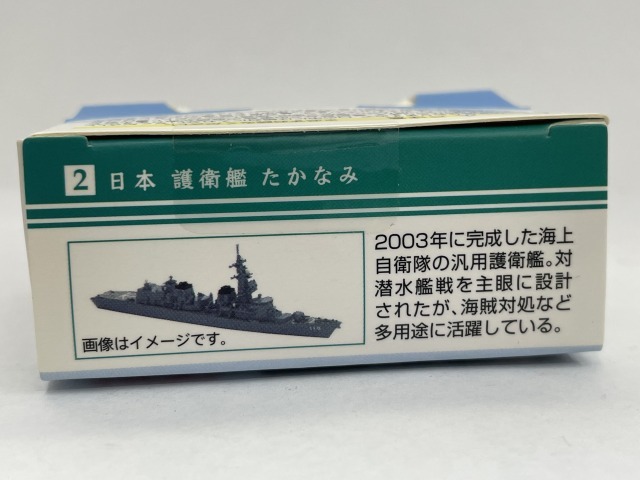 2 日本 護衛艦 たかなみ
2003年に完成した海上
自衛隊の汎用護衛艦。対
潜水艦戦を主眼に設計
されたが、海賊対処など
多用途に活躍している。
画像はイメージです。